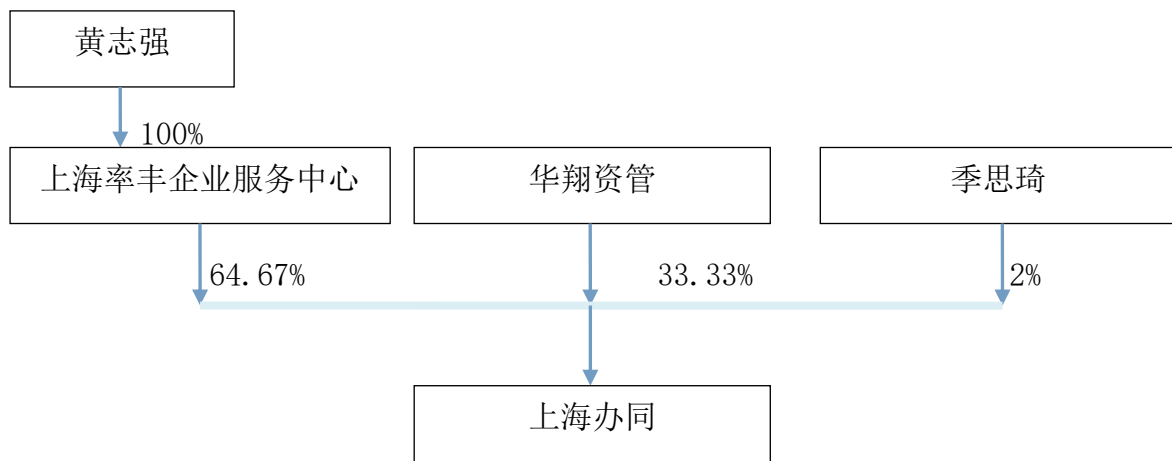 黄志强
100%
上海率丰企业服务中心
华翔资管
季思琦
64.67%
33.33%
2%
上海办同